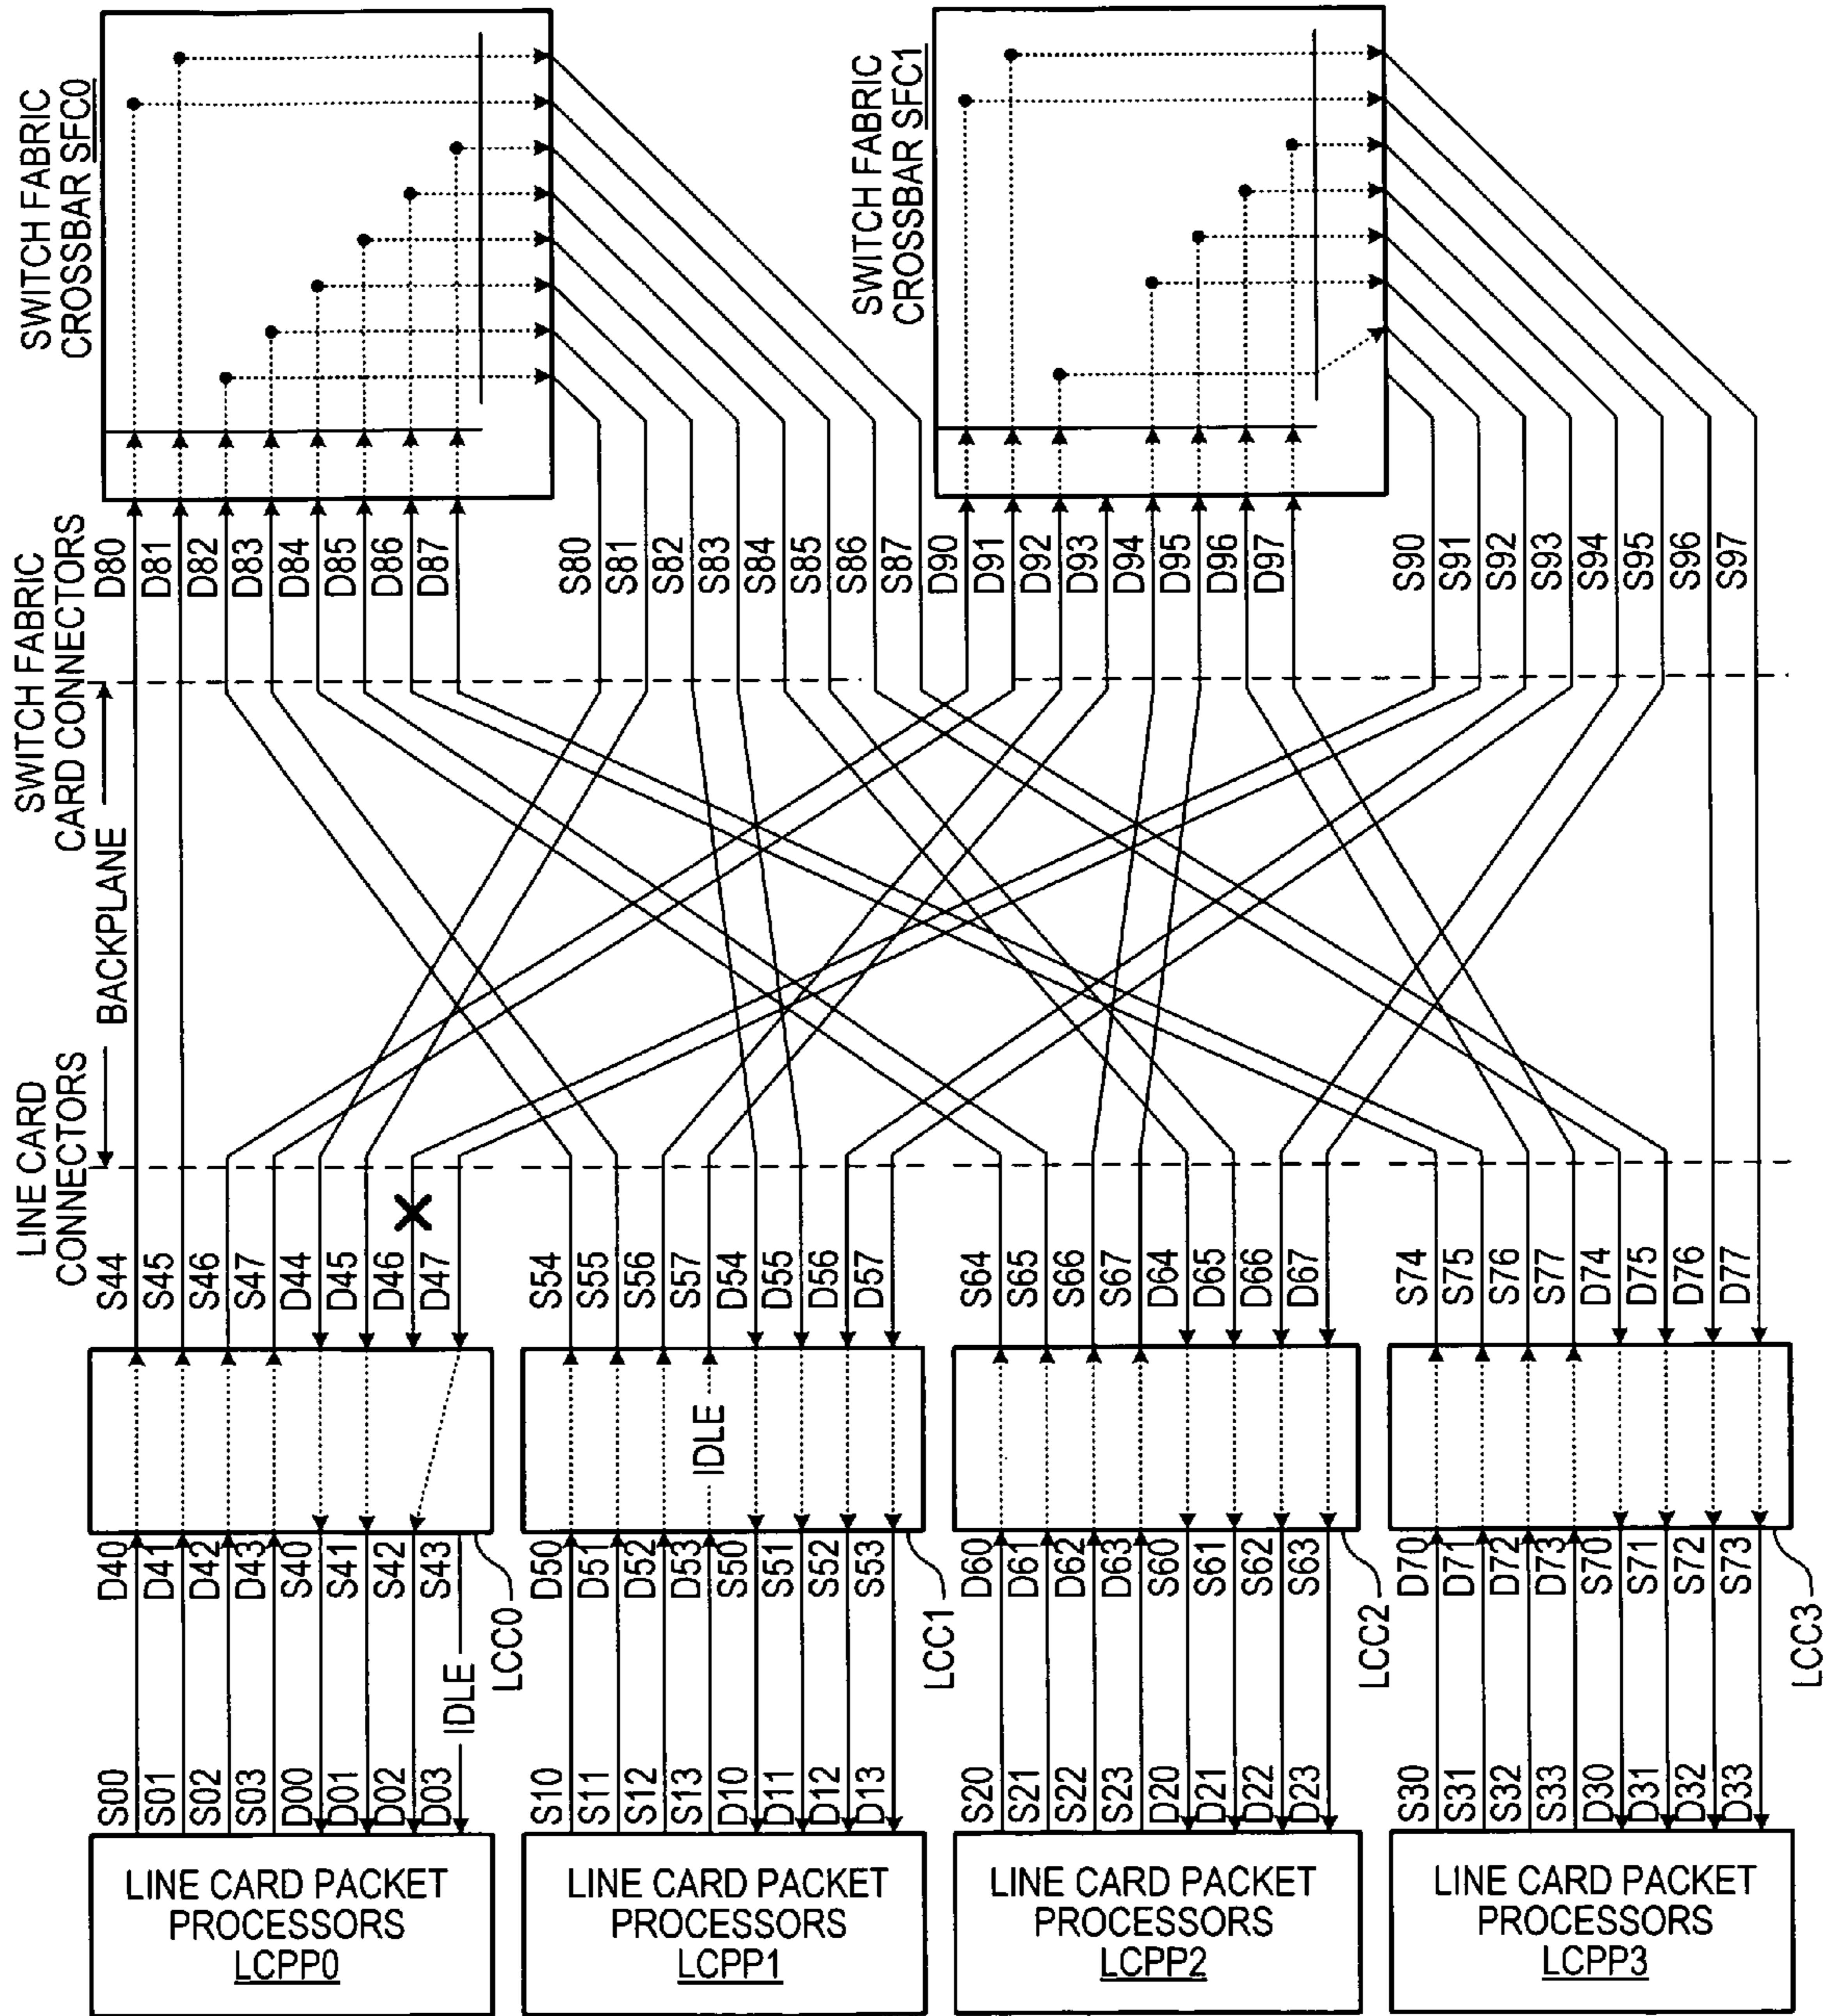 SWITCH FABRIC
CROSSBAR SFC0
SWITCH FABRIC
CROSSBAR SFC1
SWITCH FABRIC
CARD CONNECTORS
D80
D81
D82
D83
D84
D85
D86
D87
S80
S81
S82
S83
S84
S85
S86
S87
D90
D91
D92
D93
D94
D95
D96
D97
S90
S91
S92
S93
S94
S95
S96
S97
BACKPLANE
LINE CARD
CONNECTORS
S44
S45
S46
S47
D44
D45
D46
D47
S54
S55
S56
S57
D54
D55
D56
D57
S64
S65
S66
S67
D64
D65
D66
D67
S74
S75
S76
S77
D74
D75
D76
D77
IDLE
D40
D41
D42
D43
S40
S41
S42
S43
LCC0
D50
D51
D52
D53
S50
S51
S52
S53
LCC1
D60
D61
D62
D63
S60
S61
S62
S63
LCC2
D70
D71
D72
D73
S70
S71
S72
S73
LCC3
IDLE
S00
S01
S02
S03
D00
D01
D02
D03
S10
S11
S12
S13
D10
D11
D12
D13
S20
S21
S22
S23
D20
D21
D22
D23
S30
S31
S32
S33
D30
D31
D32
D33
LINE CARD PACKET
PROCESSORS
LCPP0
LINE CARD PACKET
PROCESSORS
LCPP1
LINE CARD PACKET
PROCESSORS
LCPP2
LINE CARD PACKET
PROCESSORS
LCPP3